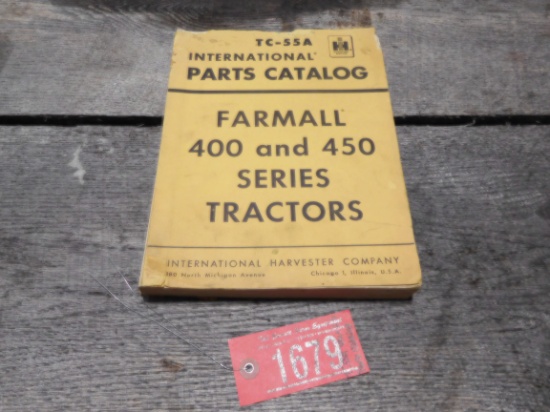 TC-55A
INTERNATIONAL
PARTS CATALOG
IH
FARMALL
400 and 450
SERIES
TRACTORS
INTERNATIONAL HARVESTER COMPANY
180 North Michigan Avenue Chicago 1, Illinois, U.S.A.
1679